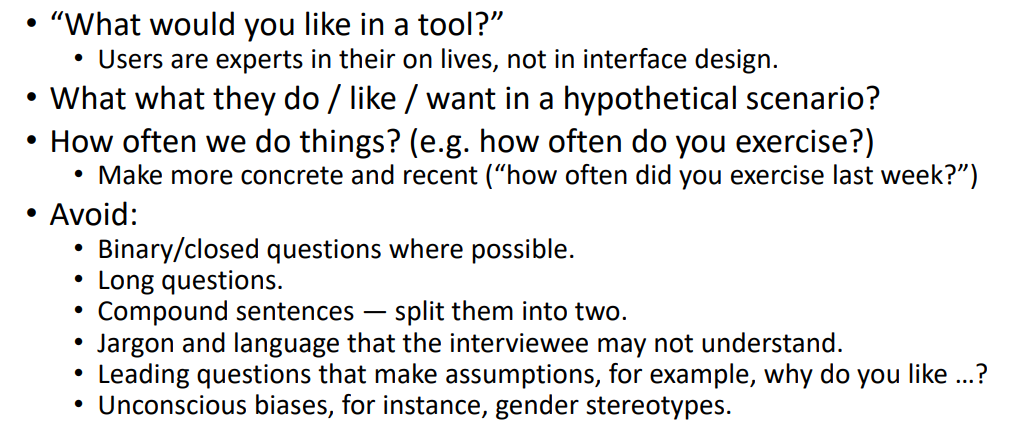 • “What would you like in a tool?”
• Users are experts in their on lives, not in interface design.
• What what they do / like / want in a hypothetical scenario?
• How often we do things? (e.g. how often do you exercise?)
• Make more concrete and recent (“how often did you exercise last week?”)
• Avoid:
• Binary/closed questions where possible.
• Long questions.
• Compound sentences — split them into two.
• Jargon and language that the interviewee may not understand.
• Leading questions that make assumptions, for example, why do you like …?
• Unconscious biases, for instance, gender stereotypes.